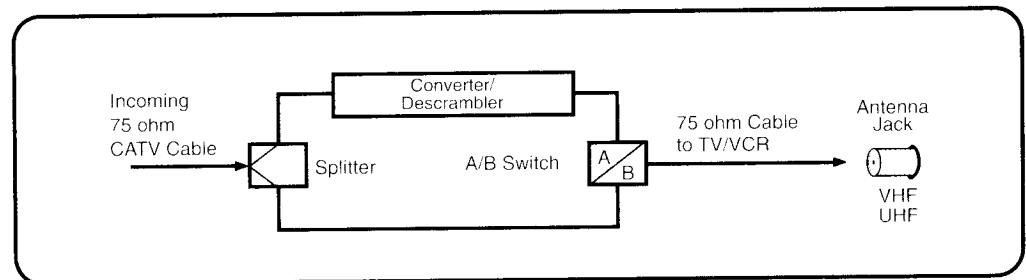 Incoming
75 ohm
CATV Cable
Converter/
Descrambler
Splitter
A/B Switch
A
B
75 ohm Cable
to TV/VCR
Antenna
Jack
VHF
UHF